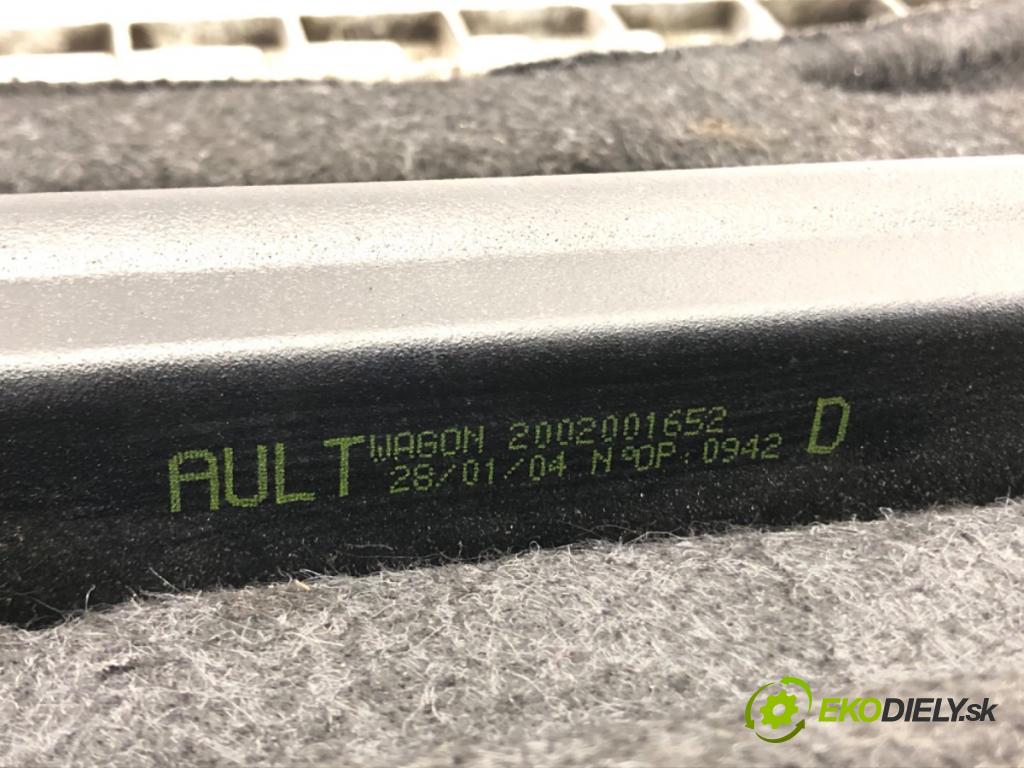 AULT WAGON 2002001652 D
28/01/04 N°OP. 0942
EKODIELY.sk